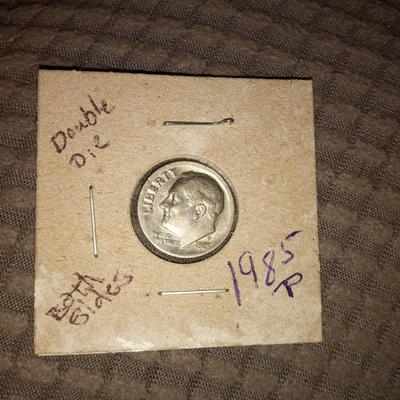 Double
Die
LIBERTY
Both
Sides
1985
P